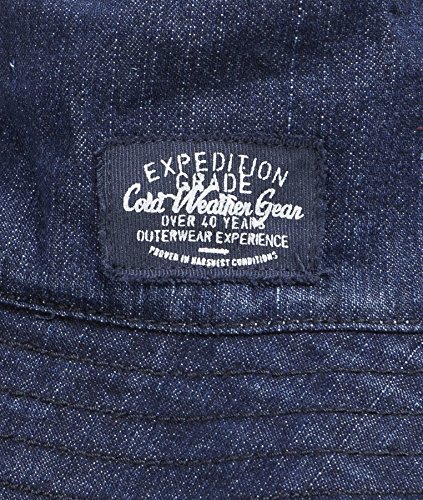 EXPEDITION
GRADE
Cold Weather Gear
OVER 40 YEARS
OUTERWEAR EXPERIENCE
PROVEN IN HARSHEST CONDITIONS